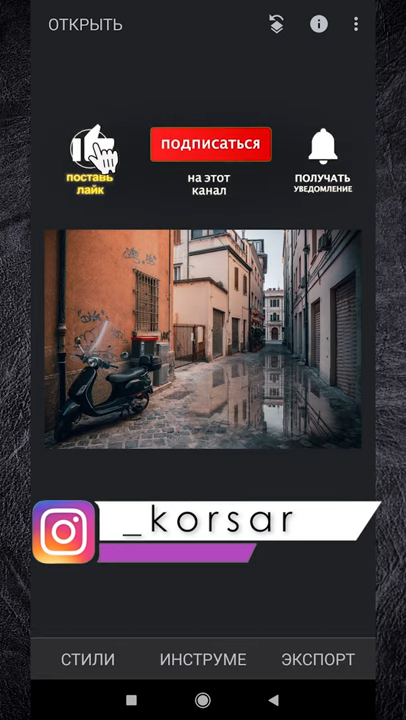 ОТКРЫТЬ
поставь
лайк
подписаться
на этот
канал
ПОЛУЧАТЬ
УВЕДОМЛЕНИЕ
_korsar
СТИЛИ
ИНСТРУМЕ
ЭКСПОРТ